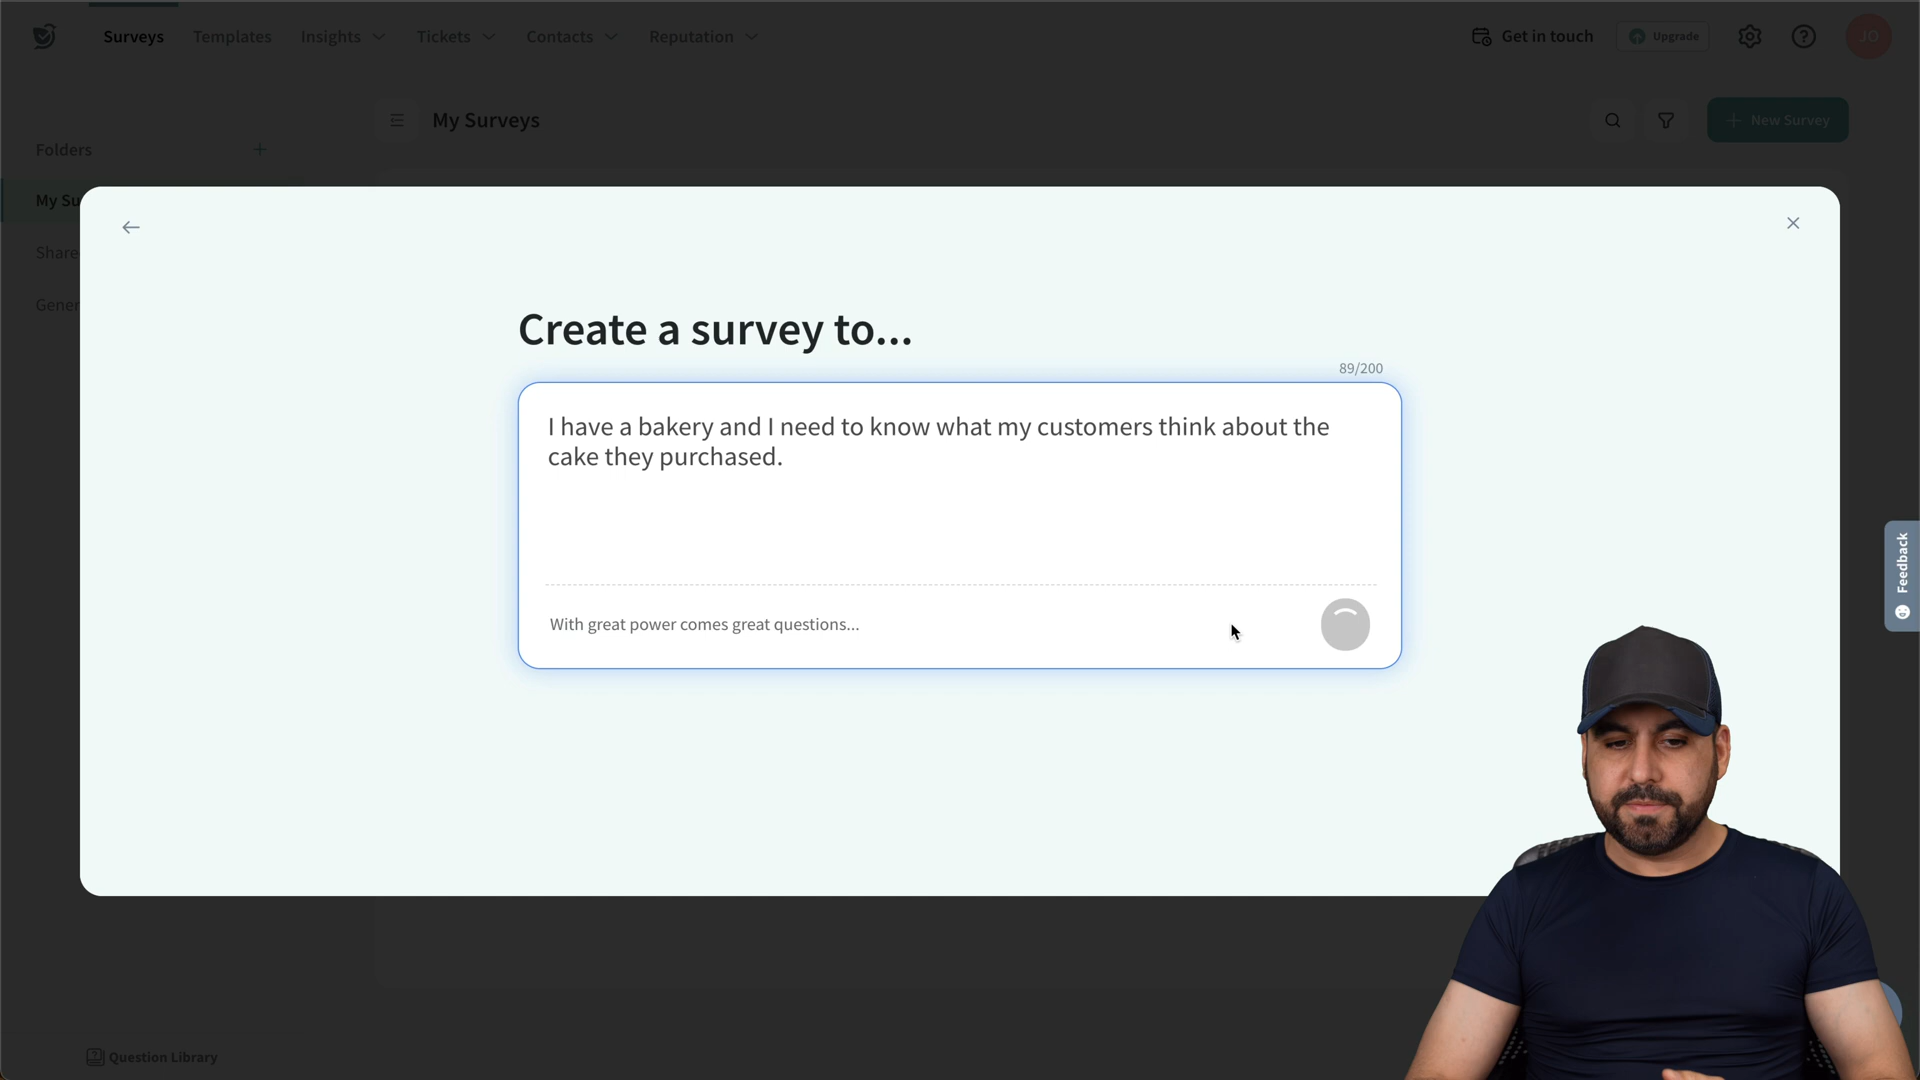 Surveys Templates Insights Tickets Contacts Reputation Get in touch Upgrade JO
My Surveys New Survey
Folders
My Su
Share
Gener
Create a survey to...
89/200
I have a bakery and I need to know what my customers think about the
cake they purchased.
With great power comes great questions...
Feedback
Question Library